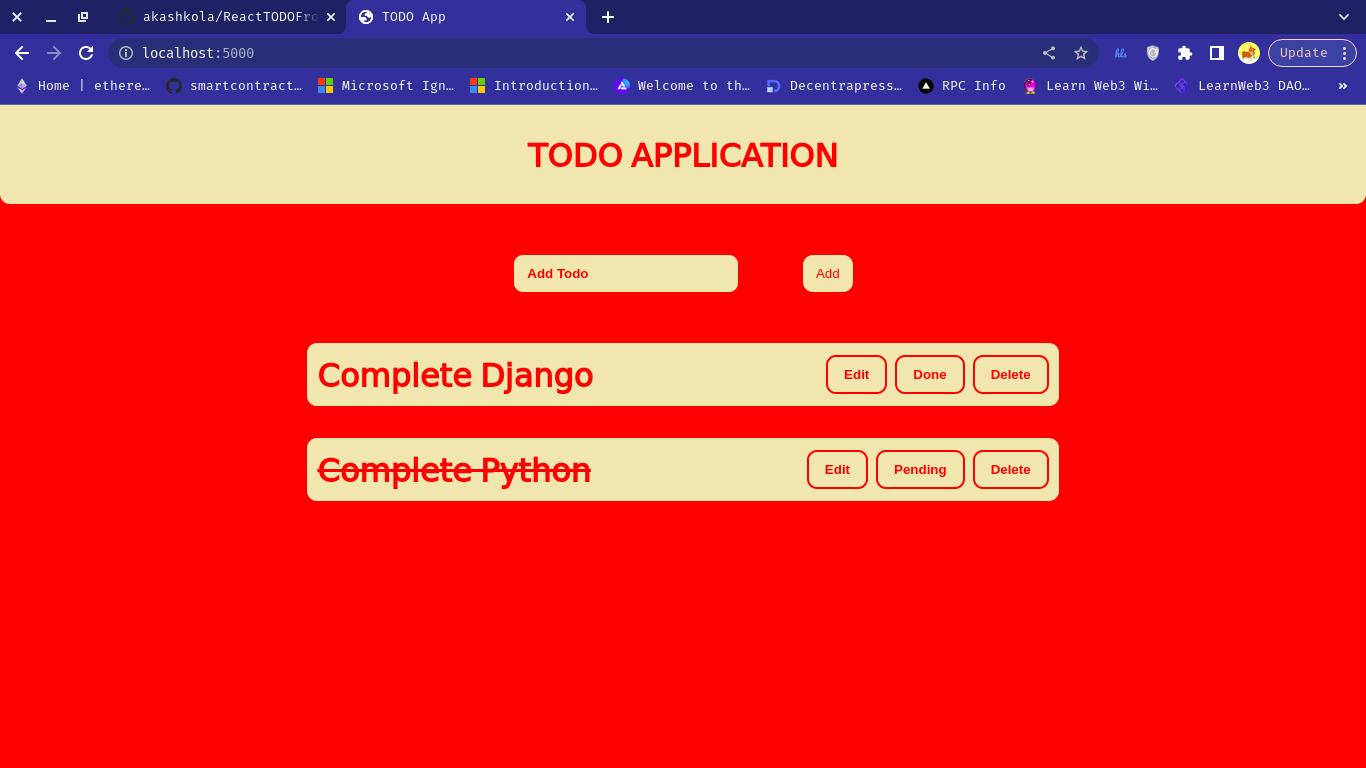 akashkola/ReactTODOFro
TODO App
localhost:5000
Update
Home | ethere…
smartcontract…
Microsoft Ign…
Introduction…
Welcome to th…
Decentrapress…
RPC Info
Learn Web3 Wi…
LearnWeb3 DAO…
»
TODO APPLICATION
Add Todo
Add
Complete Django
Edit
Done
Delete
Complete Python
Edit
Pending
Delete